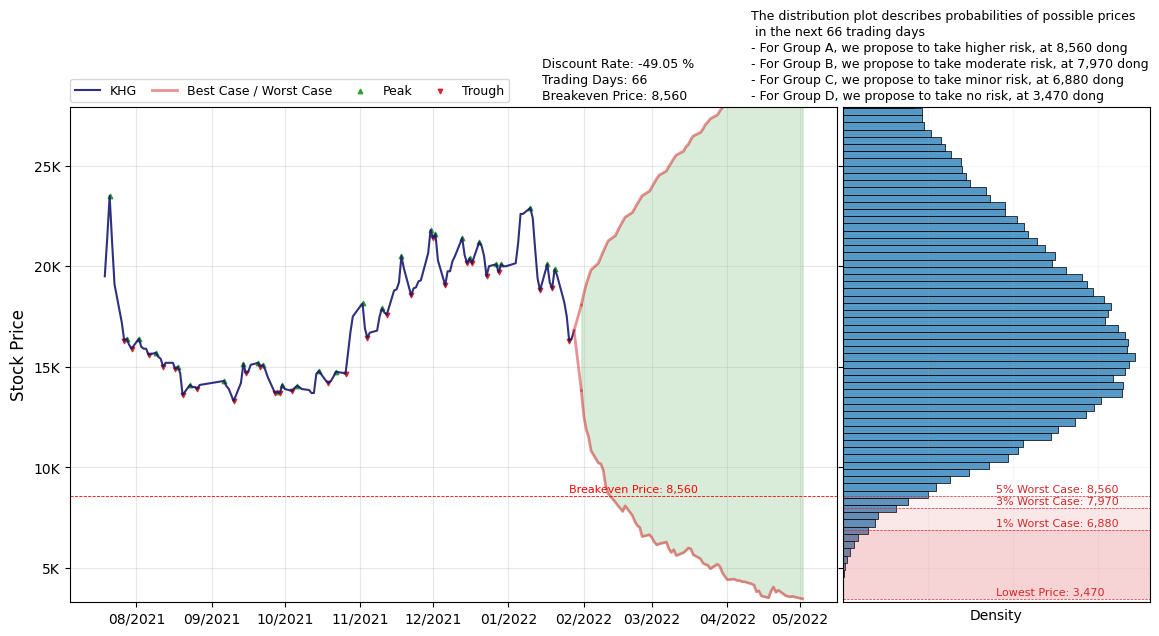 The distribution plot describes probabilities of possible prices
in the next 66 trading days
- For Group A, we propose to take higher risk, at 8,560 dong
- For Group B, we propose to take moderate risk, at 7,970 dong
- For Group C, we propose to take minor risk, at 6,880 dong
- For Group D, we propose to take no risk, at 3,470 dong
Discount Rate: -49.05 %
Trading Days: 66
Breakeven Price: 8,560
KHG
Best Case / Worst Case
Peak
Trough
Stock Price
25K
20K
15K
10K
5K
Breakeven Price: 8,560
5% Worst Case: 8,560
3% Worst Case: 7,970
1% Worst Case: 6,880
Lowest Price: 3,470
08/2021
09/2021
10/2021
11/2021
12/2021
01/2022
02/2022
03/2022
04/2022
05/2022
Density